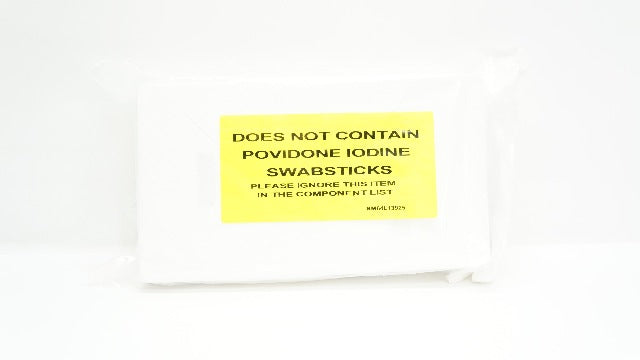 DOES NOT CONTAIN
POVIDONE IODINE
SWABSTICKS
PLEASE IGNORE THIS ITEM
IN THE COMPONENT LIST